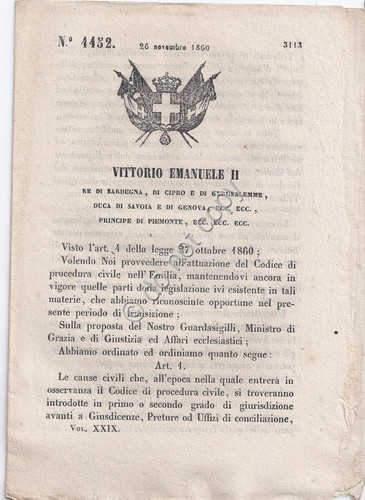 N.° 4452. 26 novembre 1860 3113
VITTORIO EMANUELE II
RE DI SARDEGNA, DI CIPRO E DI GERUSALEMME,
DUCA DI SAVOIA E DI GENOVA, ECC. ECC.,
PRINCIPE DI PIEMONTE, ECC. ECC. ECC.
Visto l'art. 4 della legge 27 ottobre 1860;
Volendo Noi provvedere all'attuazione del Codice di
procedura civile nell'Emilia, mantenendovi ancora in
vigore quelle parti della legislazione ivi esistente in tali
materie, che abbiamo riconosciute opportune nel pre-
sente periodo di transizione;
Sulla proposta del Nostro Guardasigilli, Ministro di
Grazia e di Giustizia ed Affari ecclesiastici;
Abbiamo ordinato ed ordiniamo quanto segue:
Art. 1.
Le cause civili che, all'epoca nella quale entrerà in
osservanza il Codice di procedura civile, si troveranno
introdotte in primo o secondo grado di giurisdizione
avanti a Giusdicenze, Preture od Uffizi di conciliazione,
VOL. XXIX.
© do not copy